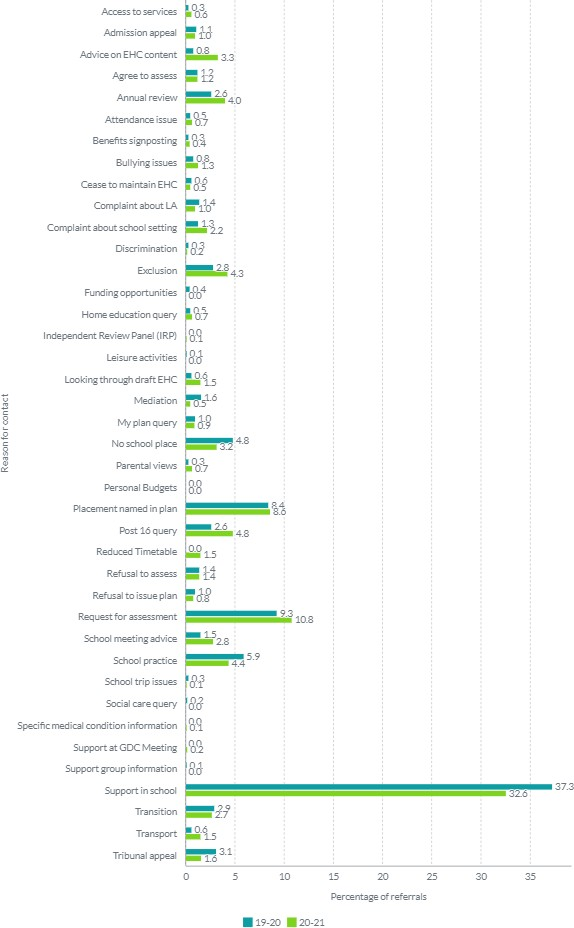 Access to services 0.3 0.6
Admission appeal 1.1 1.0
Advice on EHC content 0.8 3.3
Agree to assess 1.2 1.2
Annual review 2.6 4.0
Attendance issue 0.5 0.7
Benefits signposting 0.3 0.4
Bullying issues 0.8 1.3
Cease to maintain EHC 0.6 0.5
Complaint about LA 1.4 1.0
Complaint about school setting 1.3 2.2
Discrimination 0.3 0.2
Exclusion 2.8 4.3
Funding opportunities 0.4 0.0
Home education query 0.5 0.7
Independent Review Panel (IRP) 0.0 0.1
Leisure activities 0.1 0.0
Looking through draft EHC 0.6 1.5
Mediation 1.6 0.5
My plan query 1.0 0.9
No school place 4.8 3.2
Parental views 0.3 0.7
Personal Budgets 0.0 0.0
Placement named in plan 8.4 8.6
Post 16 query 2.6 4.8
Reduced Timetable 0.0 1.5
Refusal to assess 1.4 1.4
Refusal to issue plan 1.0 0.8
Request for assessment 9.3 10.8
School meeting advice 1.5 2.8
School practice 5.9 4.4
School trip issues 0.3 0.1
Social care query 0.2 0.0
Specific medical condition information 0.0 0.1
Support at GDC Meeting 0.0 0.2
Support group information 0.1 0.0
Support in school 37.3 32.6
Transition 2.9 2.7
Transport 0.6 1.5
Tribunal appeal 3.1 1.6
Reason for contact
0 5 10 15 20 25 30 35
Percentage of referrals
19-20 20-21